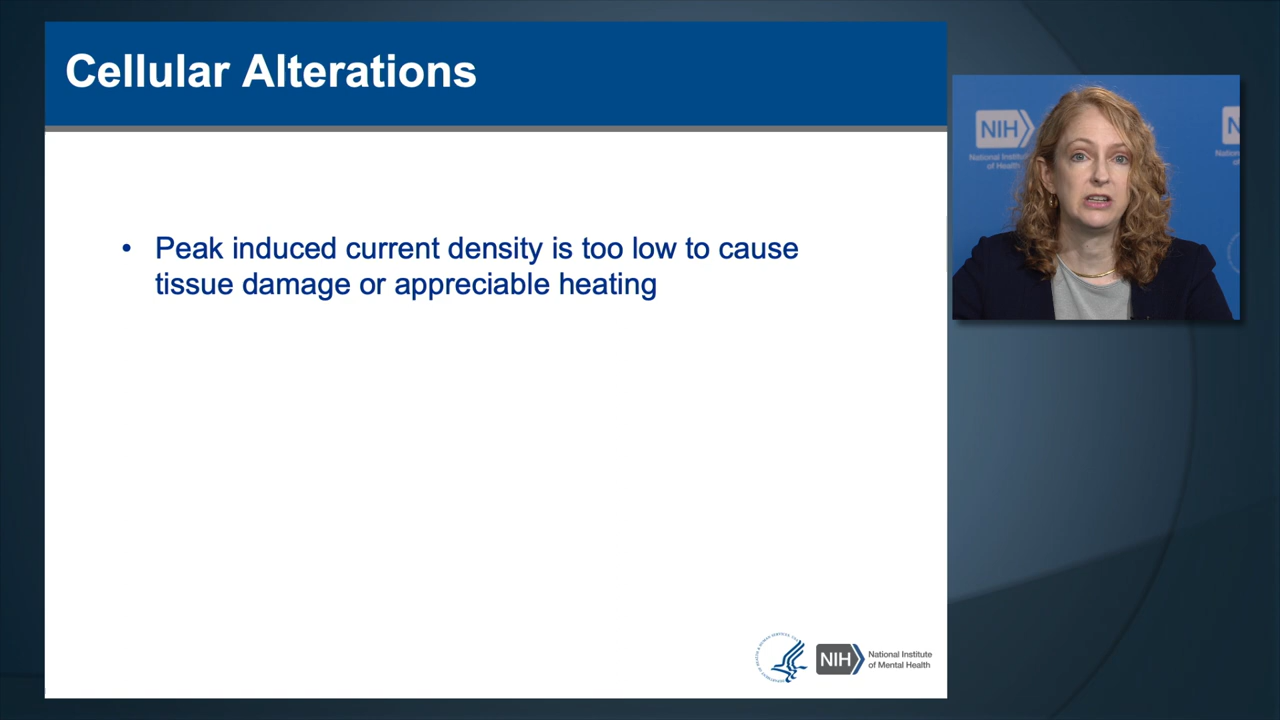 Cellular Alterations
• Peak induced current density is too low to cause
tissue damage or appreciable heating
NIH
National Institu
of Health
N
NIH
National Institute
of Mental Health